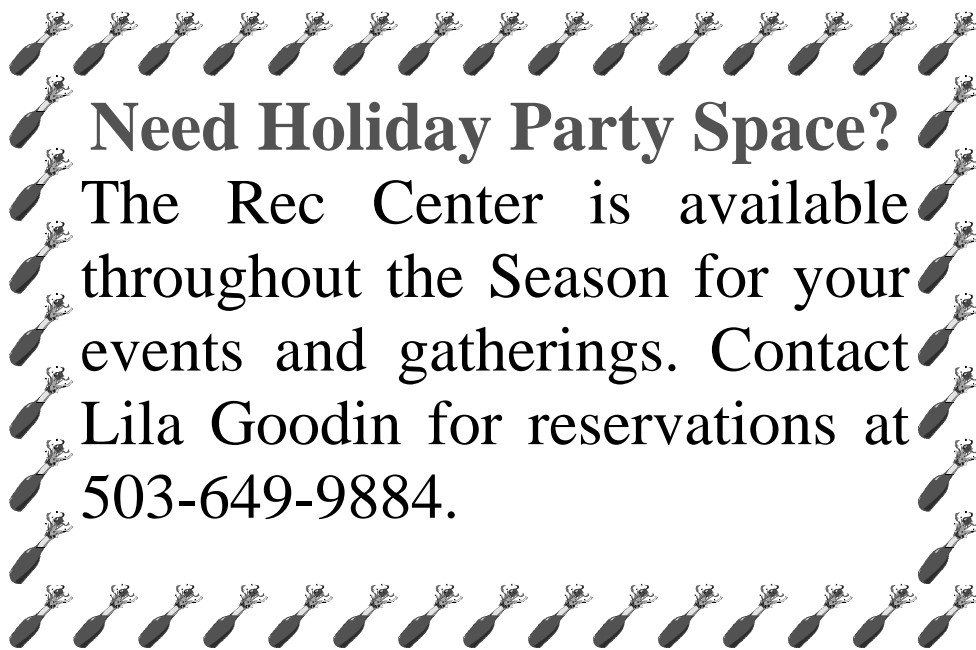 Need Holiday Party Space?
The Rec Center is available
throughout the Season for your
events and gatherings. Contact
Lila Goodin for reservations at
503-649-9884.